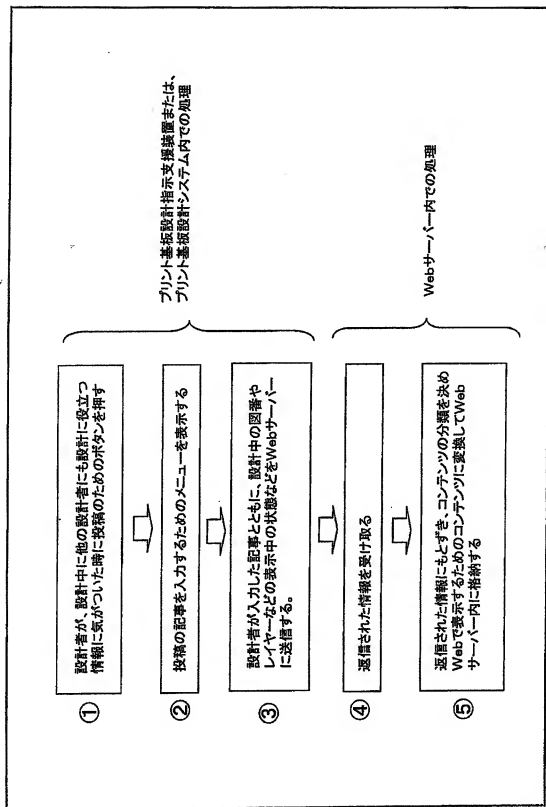 ①
設計者が、設計中に他の設計者にも設計に役立つ
情報に気がついた時に投稿のためのボタンを押す
②
投稿の記事を入力するためのメニューを表示する
③
設計者が入力した記事とともに、設計中の図番や
レイヤーなどの表示中の状態などをWebサーバー
に送信する。
プリント基板設計指示支援装置または、
プリント基板設計システム内での処理
④
返信された情報を受け取る
⑤
返信された情報にもとずき、コンテンツの分類を決め
Webで表示するためのコンテンツに変換してWeb
サーバー内に格納する
Webサーバー内での処理